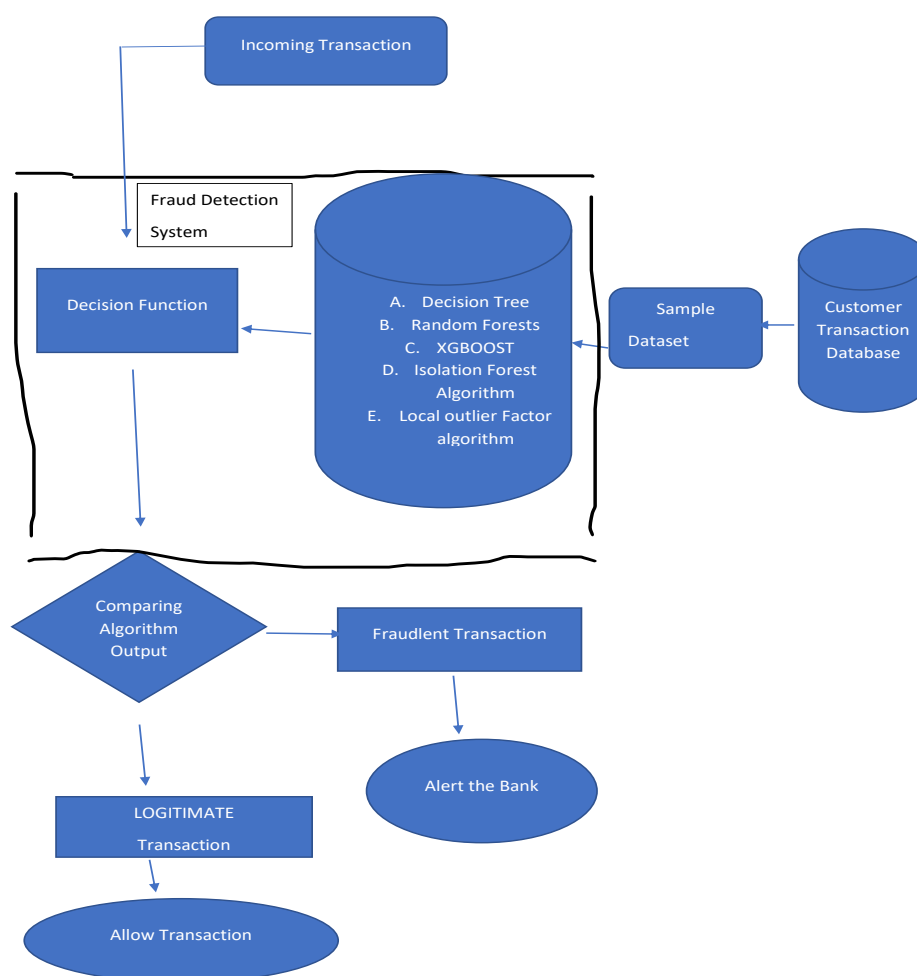 Incoming Transaction
Fraud Detection
System
Decision Function
A. Decision Tree
B. Random Forests
C. XGBOOST
D. Isolation Forest
Algorithm
E. Local outlier Factor
algorithm
Sample
Dataset
Customer
Transaction
Database
Comparing
Algorithm
Output
Fraudlent Transaction
Alert the Bank
LOGITIMATE
Transaction
Allow Transaction